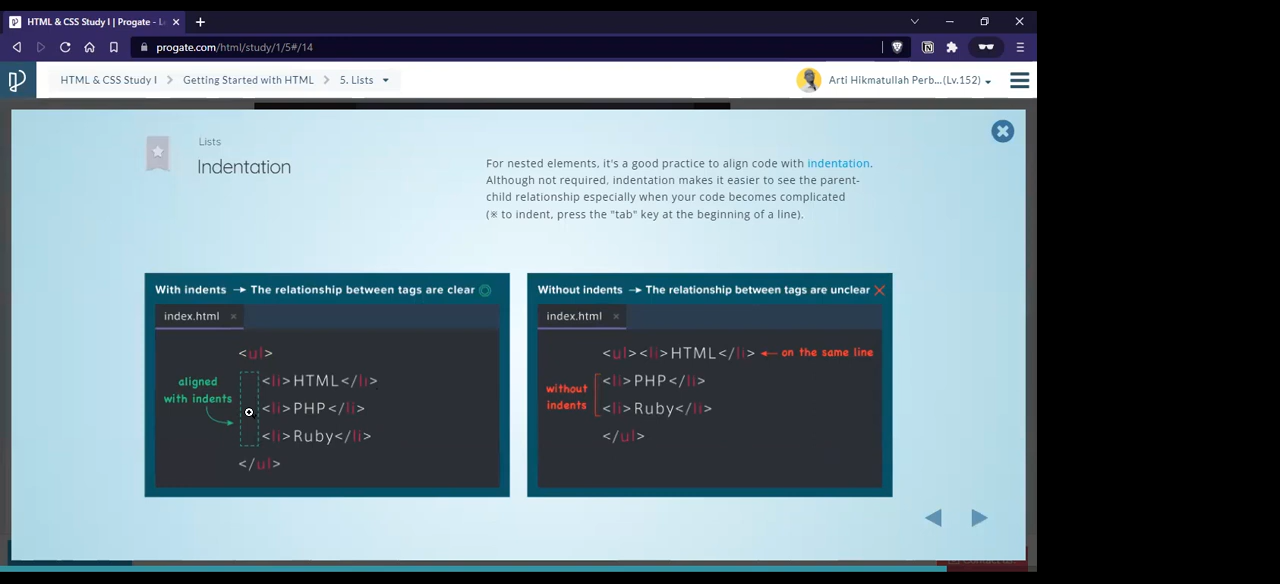 HTML & CSS Study I | Progate - L
progate.com/html/study/1/5#/14
HTML & CSS Study I
Getting Started with HTML
5. Lists
Arti Hikmatullah Perb...(Lv.152)
Lists
Indentation
For nested elements, it's a good practice to align code with indentation.
Although not required, indentation makes it easier to see the parent-
child relationship especially when your code becomes complicated
(※ to indent, press the "tab" key at the beginning of a line).
With indents → The relationship between tags are clear
index.html ×
<ul>
<li>HTML</li>
<li>PHP</li>
<li>Ruby</li>
</ul>
aligned
with indents
Without indents → The relationship between tags are unclear
index.html ×
<ul><li>HTML</li> ← on the same line
<li>PHP</li>
<li>Ruby</li>
</ul>
without
indents